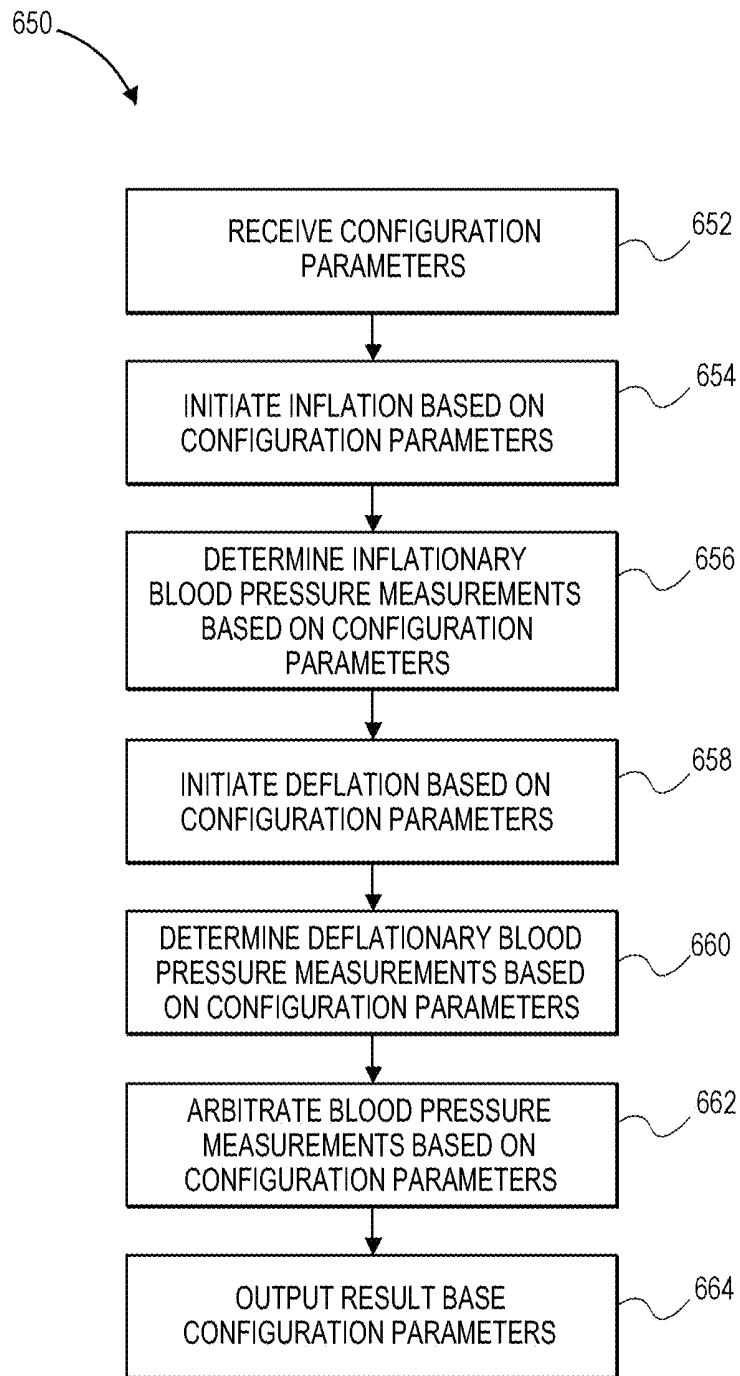 650
RECEIVE CONFIGURATION
PARAMETERS
652
INITIATE INFLATION BASED ON
CONFIGURATION PARAMETERS
654
DETERMINE INFLATIONARY
BLOOD PRESSURE MEASUREMENTS
BASED ON CONFIGURATION
PARAMETERS
656
INITIATE DEFLATION BASED ON
CONFIGURATION PARAMETERS
658
DETERMINE DEFLATIONARY BLOOD
PRESSURE MEASUREMENTS BASED
ON CONFIGURATION PARAMETERS
660
ARBITRATE BLOOD PRESSURE
MEASUREMENTS BASED ON
CONFIGURATION PARAMETERS
662
OUTPUT RESULT BASE
CONFIGURATION PARAMETERS
664